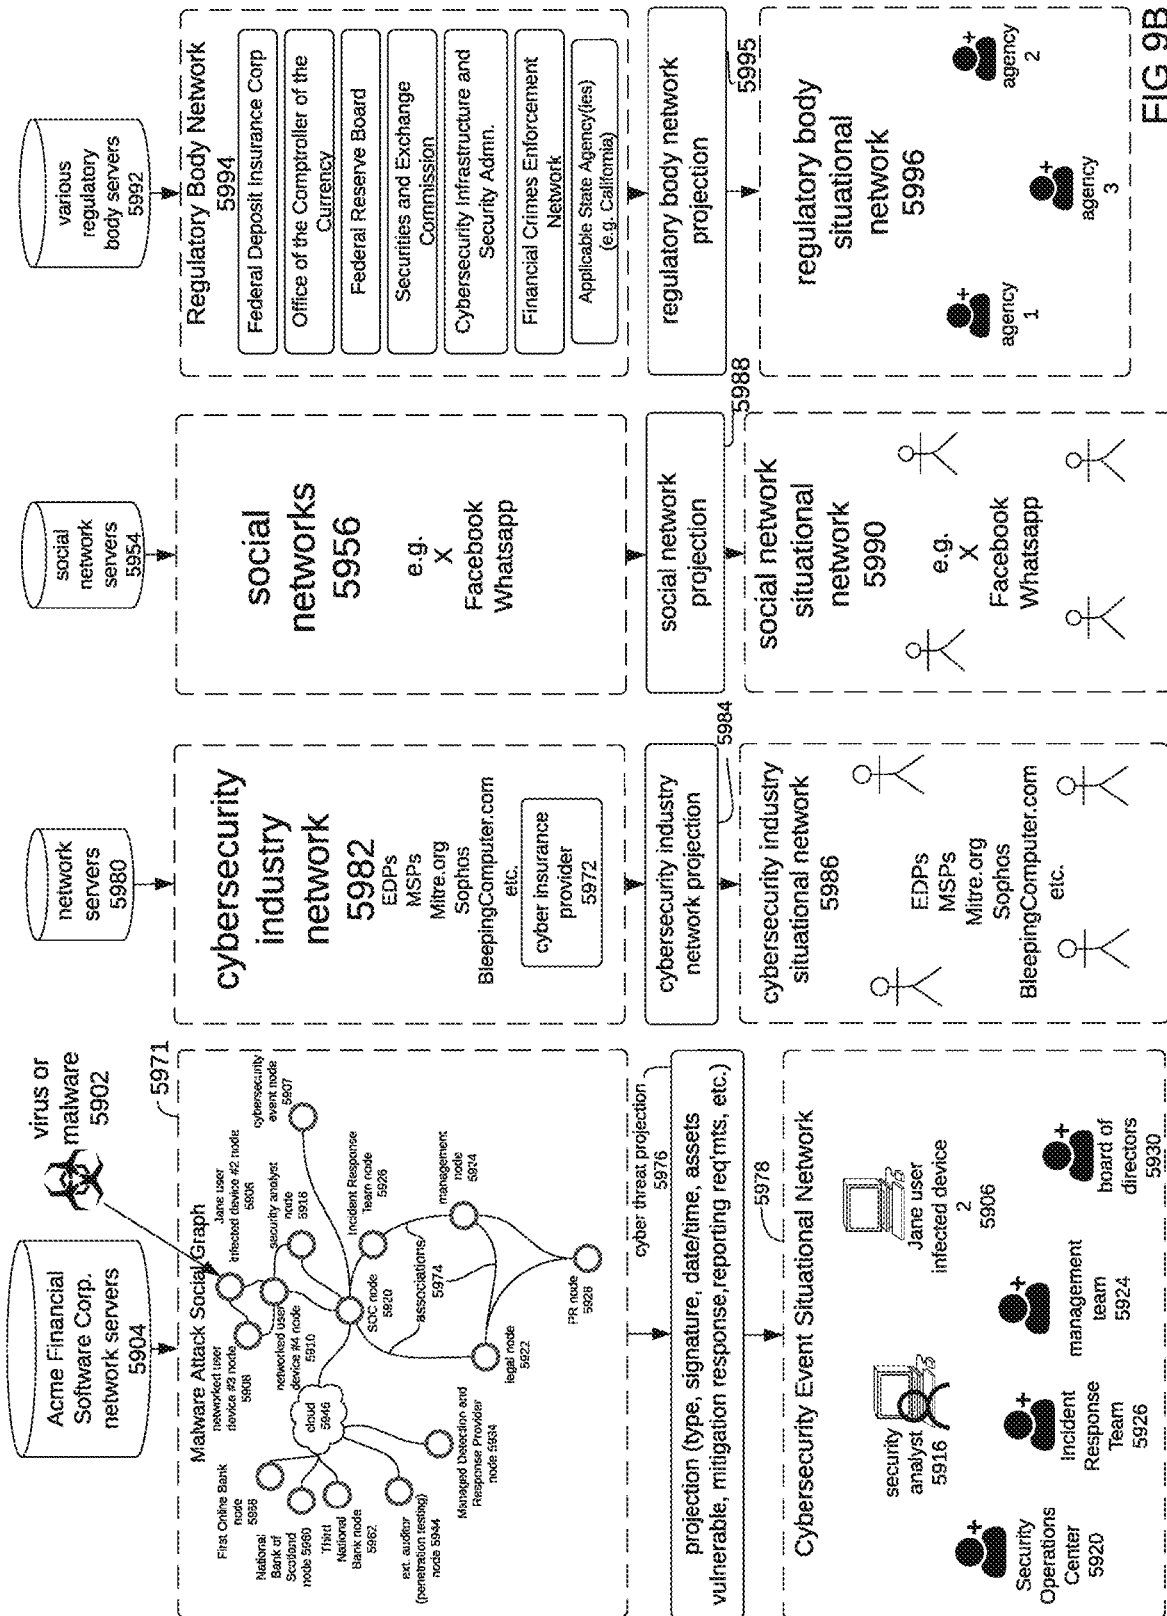 Acme Financial
Software Corp.
network servers
5904
virus or
malware
5902
5971
Malware Attack Social Graph
Jane user
infected device #2 node
5906
networked user
device #3 node
5908
security analyst
node
5916
networked user
device #4 node
5910
cybersecurity
event node
5907
cloud
5946
SOC node
5920
Incident Response
Team node
5926
management
node
5924
associations
5974
legal node
5922
PR node
5928
First Online Bank
node
5958
National
Bank of
Scotland
node 5960
Third
National
Bank node
5962
ext. auditor
(penetration testing)
node 5944
Managed Detection and
Response Provider
node 5934
cyber threat projection
5976
projection (type, signature, date/time, assets
vulnerable, mitigation response,reporting req'mts, etc.)
5978
Cybersecurity Event Situational Network
Security
Operations
Center
5920
security
analyst
5916
Incident
Response
Team
5926
management
team
5924
Jane user
infected device
2
5906
board of
directors
5930
network
servers
5980
cybersecurity
industry
network
5982
EDPs
MSPs
Mitre.org
Sophos
BleepingComputer.com
etc.
cyber insurance
provider
5972
cybersecurity industry
network projection
5984
cybersecurity industry
situational network
5986
EDPs
MSPs
Mitre.org
Sophos
BleepingComputer.com
etc.
social
network
servers
5954
social
networks
5956
e.g.
X
Facebook
Whatsapp
social network
projection
5988
social network
situational
network
5990
e.g.
X
Facebook
Whatsapp
various
regulatory
body servers
5992
Regulatory Body Network
5994
Federal Deposit Insurance Corp
Office of the Comptroller of the
Currency
Federal Reserve Board
Securities and Exchange
Commission
Cybersecurity Infrastructure and
Security Admn.
Financial Crimes Enforcement
Network
Applicable State Agency(ies)
(e.g. California)
regulatory body network
projection
5995
regulatory body
situational
network
5996
agency
1
agency
3
agency
2
FIG 9B